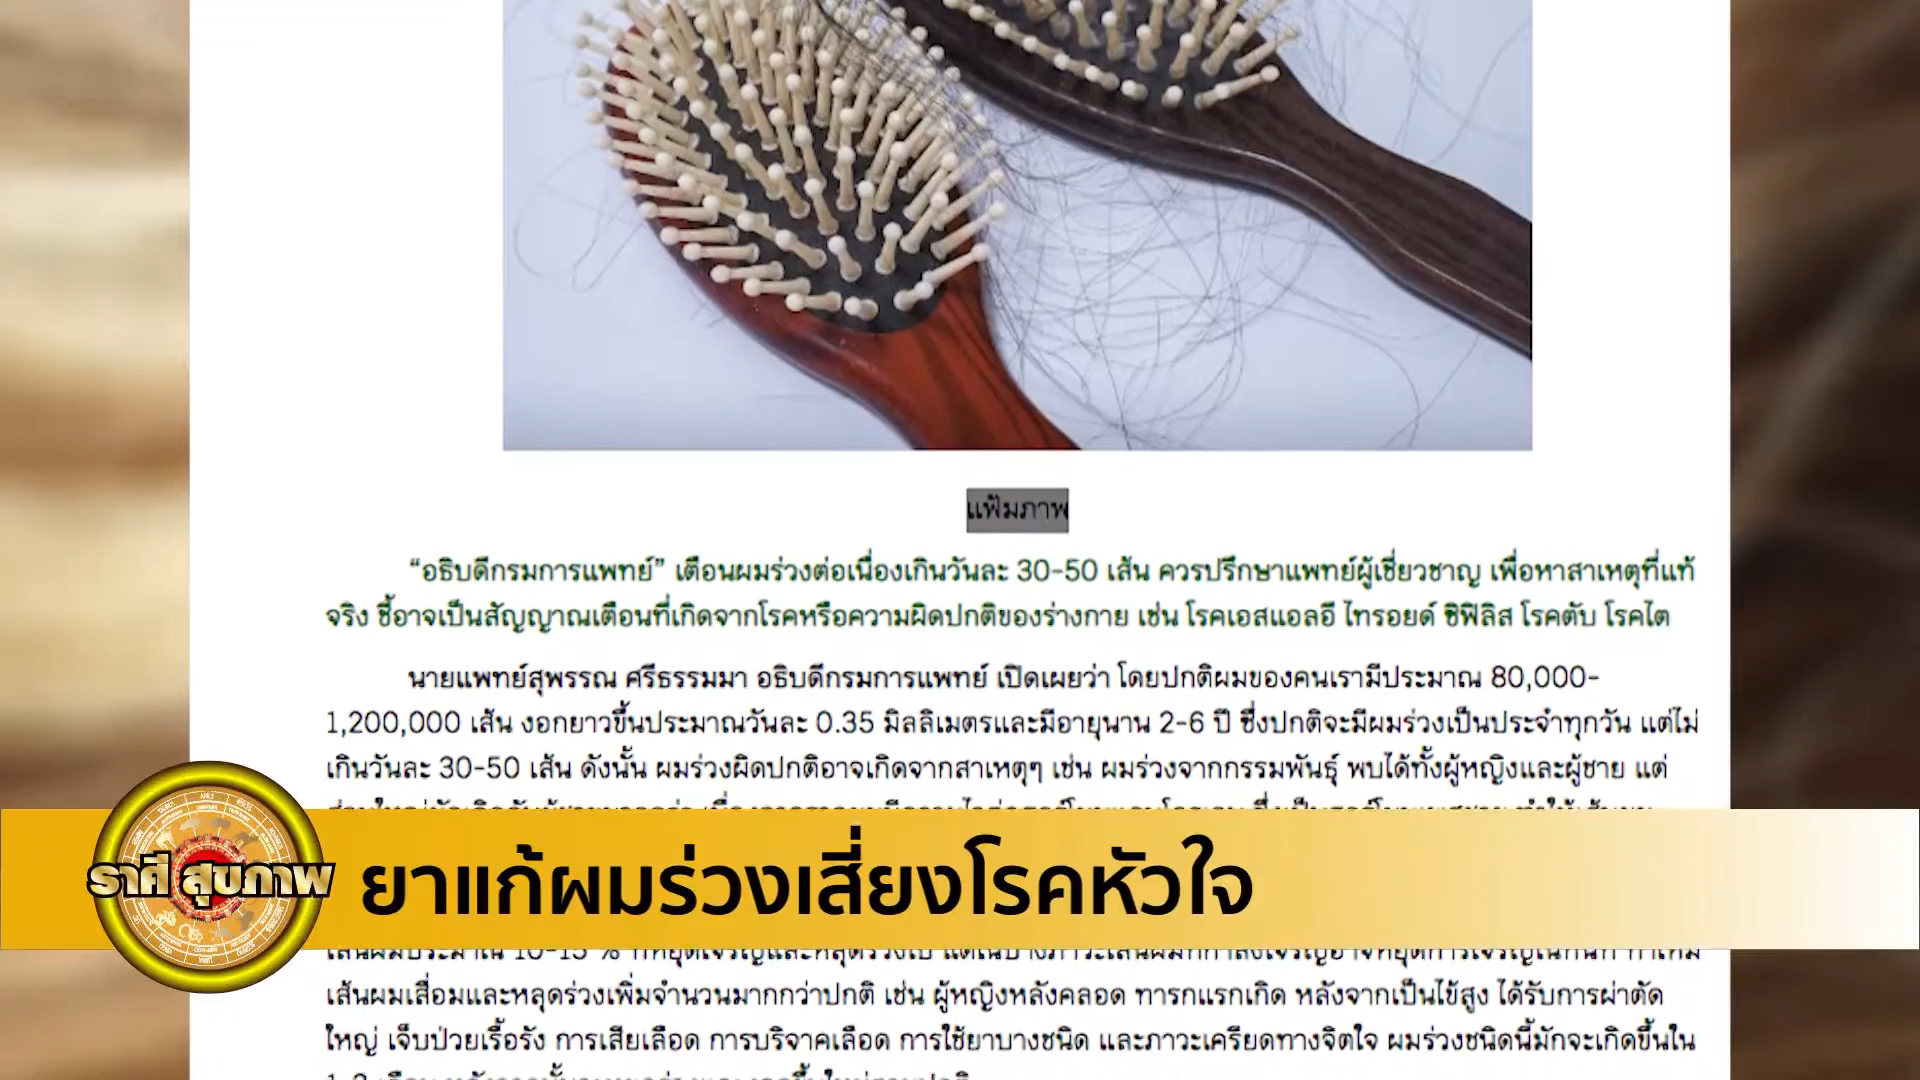 แฟ้มภาพ
“อธิบดีกรมการแพทย์” เตือนผมร่วงต่อเนื่องเกินวันละ 30-50 เส้น ควรปรึกษาแพทย์ผู้เชี่ยวชาญ เพื่อหาสาเหตุที่แท้
จริง ชี้อาจเป็นสัญญาณเตือนที่เกิดจากโรคหรือความผิดปกติของร่างกาย เช่น โรคเอสแอลอี ไทรอยด์ ซิฟิลิส โรคตับ โรคไต
นายแพทย์สุพรรณ ศรีธรรมมา อธิบดีกรมการแพทย์ เปิดเผยว่า โดยปกติผมของคนเรามีประมาณ 80,000-
1,200,000 เส้น งอกยาวขึ้นประมาณวันละ 0.35 มิลลิเมตรและมีอายุนาน 2-6 ปี ซึ่งปกติจะมีผมร่วงเป็นประจำทุกวัน แต่ไม่
เกินวันละ 30-50 เส้น ดังนั้น ผมร่วงผิดปกติอาจเกิดจากสาเหตุๆ เช่น ผมร่วงจากกรรมพันธุ์ พบได้ทั้งผู้หญิงและผู้ชาย แต่
ราศี สุขภาพ
ยาแก้ผมร่วงเสี่ยงโรคหัวใจ
เส้นผมเสื่อมและหลุดร่วงเพิ่มจำนวนมากกว่าปกติ เช่น ผู้หญิงหลังคลอด ทารกแรกเกิด หลังจากเป็นไข้สูง ได้รับการผ่าตัด
ใหญ่ เจ็บป่วยเรื้อรัง การเสียเลือด การบริจาคเลือด การใช้ยาบางชนิด และภาวะเครียดทางจิตใจ ผมร่วงชนิดนี้มักจะเกิดขึ้นใน